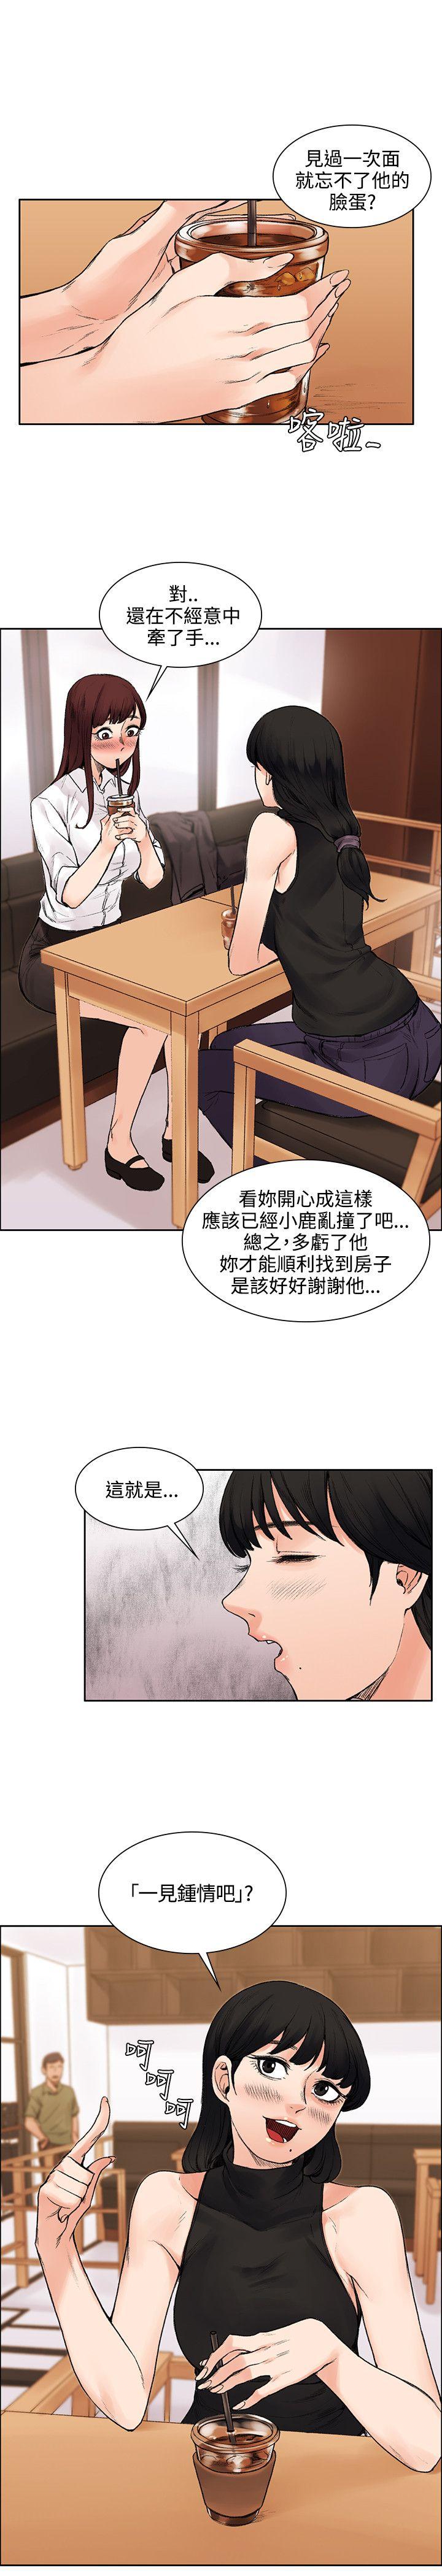 見過一次面
就忘不了他的
臉蛋?
喀啦~
對..
還在不經意中
牽了手...
看妳開心成這樣
應該已經小鹿亂撞了吧...
總之,多虧了他
妳才能順利找到房子
是該好好謝謝他...
這就是...
「一見鍾情吧」?
呵
呵
呵